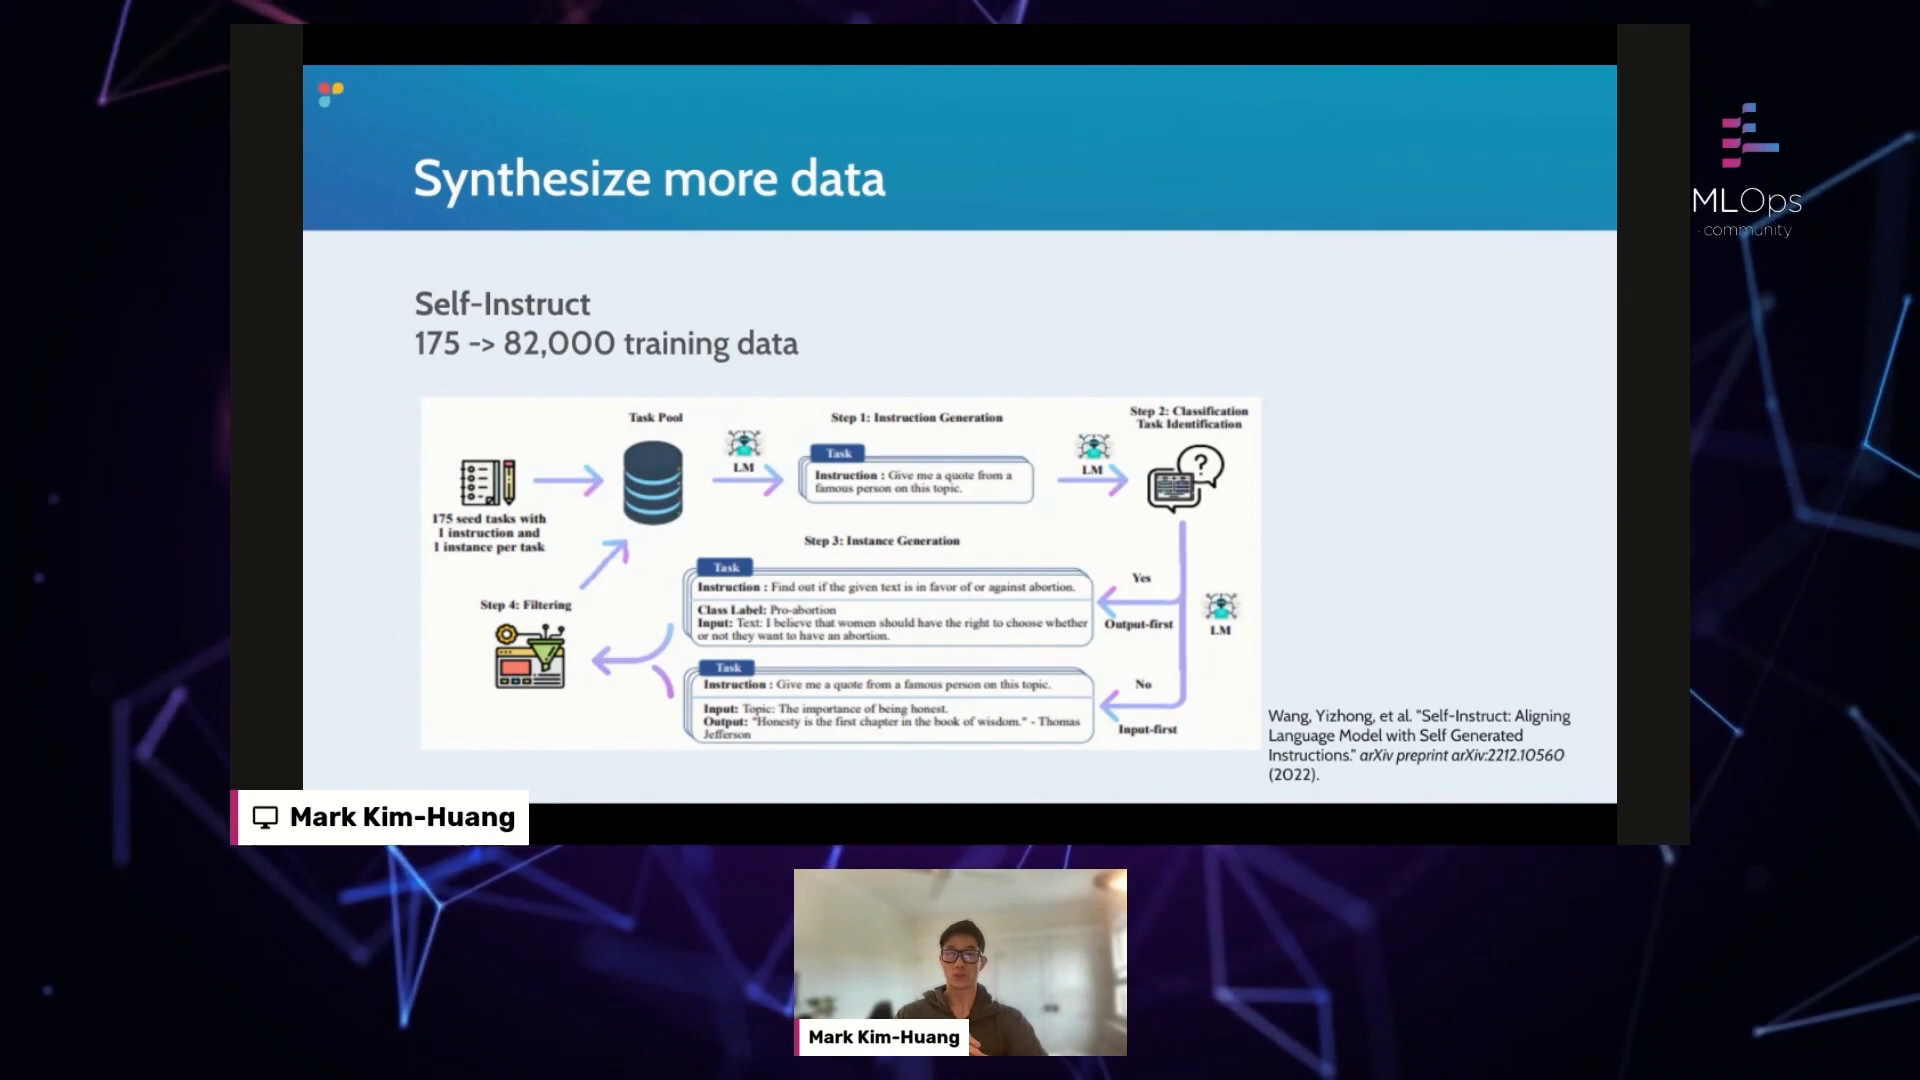 Synthesize more data
MLOps
community
Self-Instruct
175 -> 82,000 training data
Task Pool
LM
Step 1: Instruction Generation
Task
Instruction : Give me a quote from a
famous person on this topic.
LM
Step 2: Classification
Task Identification
175 seed tasks with
1 instruction and
1 instance per task
Step 3: Instance Generation
Task
Instruction : Find out if the given text is in favor of or against abortion.
Class Label: Pro-abortion
Input: Text: I believe that women should have the right to choose whether
or not they want to have an abortion.
Yes
Output-first
LM
Step 4: Filtering
Task
Instruction : Give me a quote from a famous person on this topic.
Input: Topic: The importance of being honest.
Output: "Honesty is the first chapter in the book of wisdom." - Thomas
Jefferson
No
Input-first
Wang, Yizhong, et al. "Self-Instruct: Aligning
Language Model with Self Generated
Instructions." arXiv preprint arXiv:2212.10560
(2022).
Mark Kim-Huang
Mark Kim-Huang